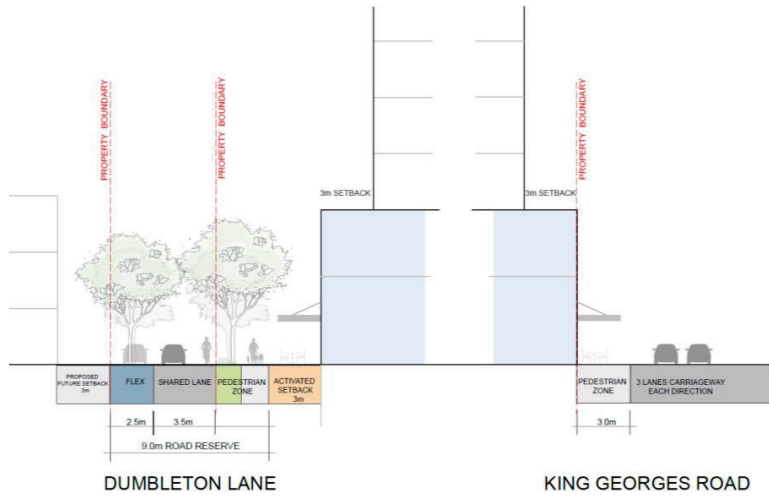 PROPERTY BOUNDARY
PROPERTY BOUNDARY
PROPERTY BOUNDARY
3m SETBACK
3m SETBACK
PROPOSED
FUTURE SETBACK
3m
FLEX
SHARED LANE
PEDESTRIAN
ZONE
ACTIVATED
SETBACK
3m
PEDESTRIAN
ZONE
3 LANES CARRIAGEWAY
EACH DIRECTION
2.5m
3.5m
3.0m
9.0m ROAD RESERVE
DUMBLETON LANE
KING GEORGES ROAD